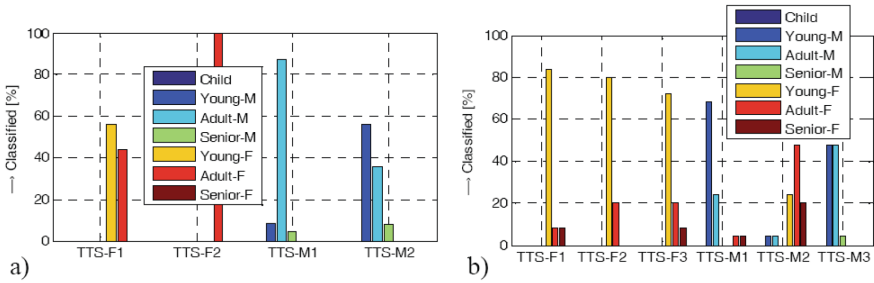 100
80
60
40
20
0
→ Classified [%]
Child
Young-M
Adult-M
Senior-M
Young-F
Adult-F
Senior-F
TTS-F1 TTS-F2 TTS-M1 TTS-M2
a)
100
80
60
40
20
0
→ Classified [%]
Child
Young-M
Adult-M
Senior-M
Young-F
Adult-F
Senior-F
TTS-F1 TTS-F2 TTS-F3 TTS-M1 TTS-M2 TTS-M3
b)